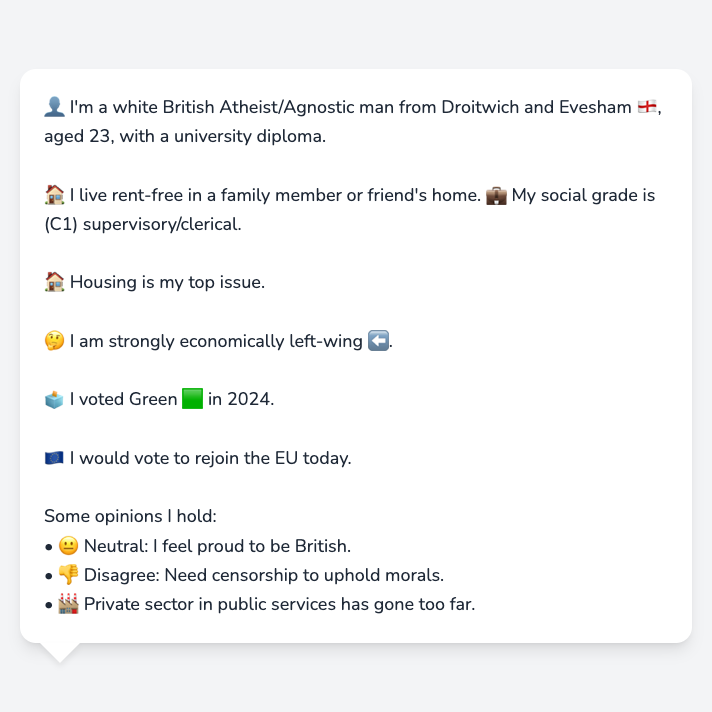 👤 I'm a white British Atheist/Agnostic man from Droitwich and Evesham 🏴󠁧󠁢󠁥󠁮󠁧󠁿,
aged 23, with a university diploma.
🏠 I live rent-free in a family member or friend's home. 💼 My social grade is
(C1) supervisory/clerical.
🏠 Housing is my top issue.
🤔 I am strongly economically left-wing ⬅️.
🗳️ I voted Green 🟩 in 2024.
🇪🇺 I would vote to rejoin the EU today.
Some opinions I hold:
• 😐 Neutral: I feel proud to be British.
• 👎 Disagree: Need censorship to uphold morals.
• 🏭 Private sector in public services has gone too far.